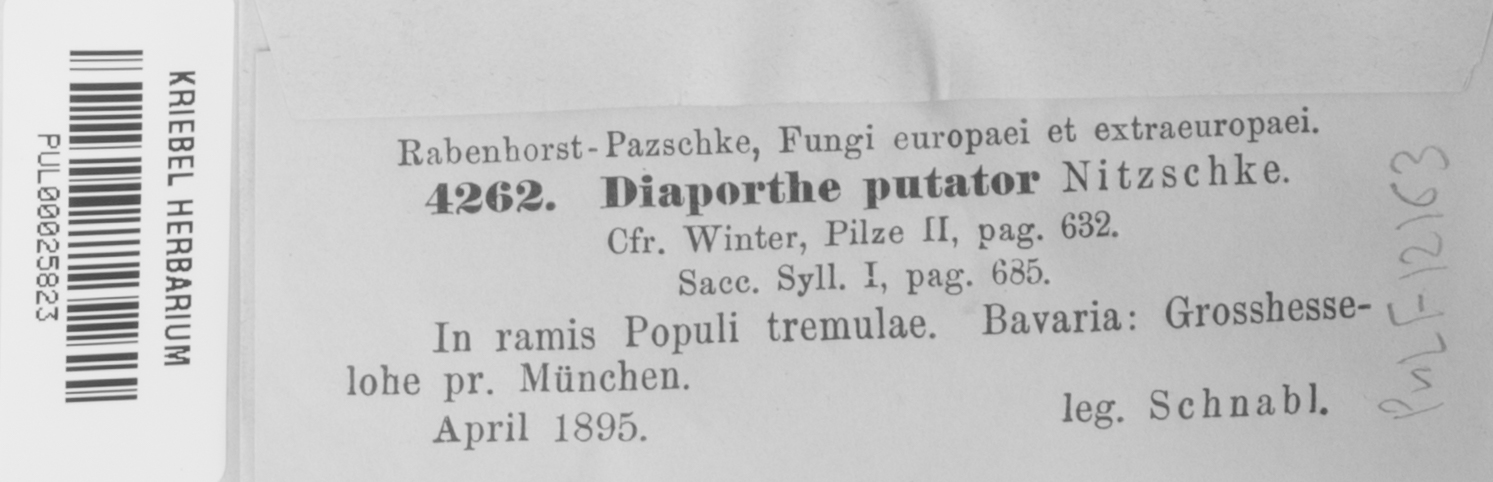 KRIEBEL HERBARIUM
PUL00025823
Rabenhorst-Pazschke, Fungi europaei et extraeuropaei.
4262. Diaporthe putator Nitzschke.
Cfr. Winter, Pilze II, pag. 632.
Sacc. Syll. I, pag. 685.
In ramis Populi tremulae. Bavaria: Grosshesse-
lohe pr. München.
April 1895.
leg. Schnabl.
PUL F-12163